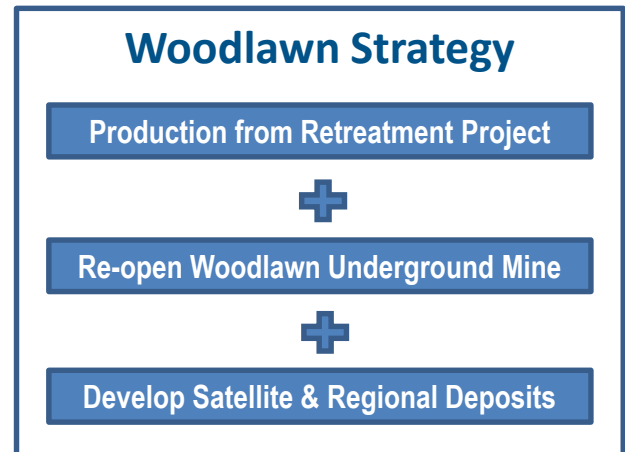 Woodlawn Strategy
Production from Retreatment Project
Re-open Woodlawn Underground Mine
Develop Satellite & Regional Deposits